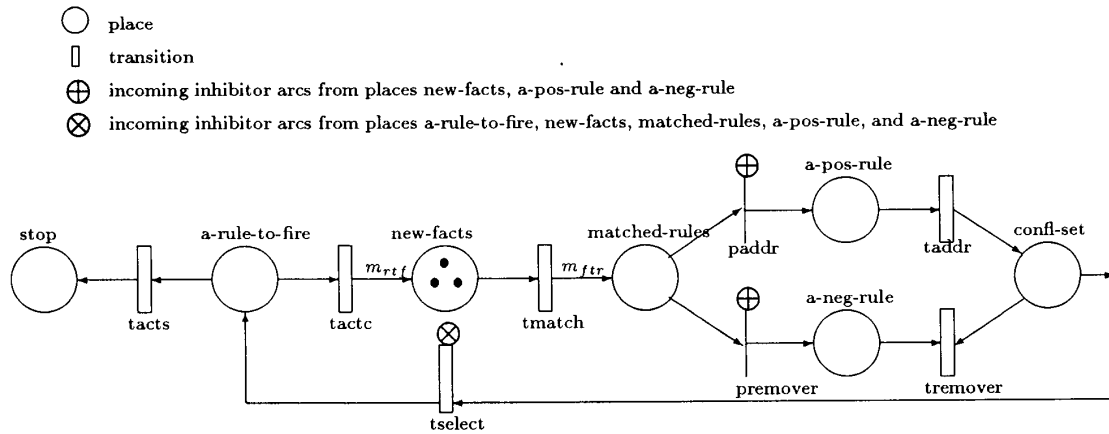 place
transition
incoming inhibitor arcs from places new-facts, a-pos-rule and a-neg-rule
incoming inhibitor arcs from places a-rule-to-fire, new-facts, matched-rules, a-pos-rule, and a-neg-rule
a-pos-rule
stop
a-rule-to-fire
new-facts
matched-rules
paddr
taddr
confl-set
m_rtf
m_ftr
tacts
tactc
tmatch
a-neg-rule
premover
tremover
tselect